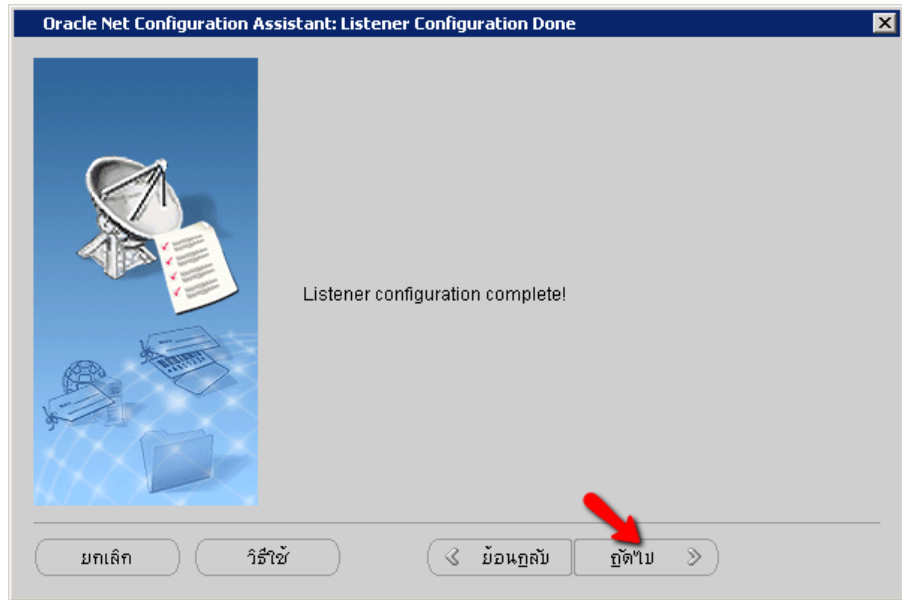 Oracle Net Configuration Assistant: Listener Configuration Done
Listener configuration complete!
ยกเลิก
วิธีใช้
ย้อนกลับ
ถัดไป